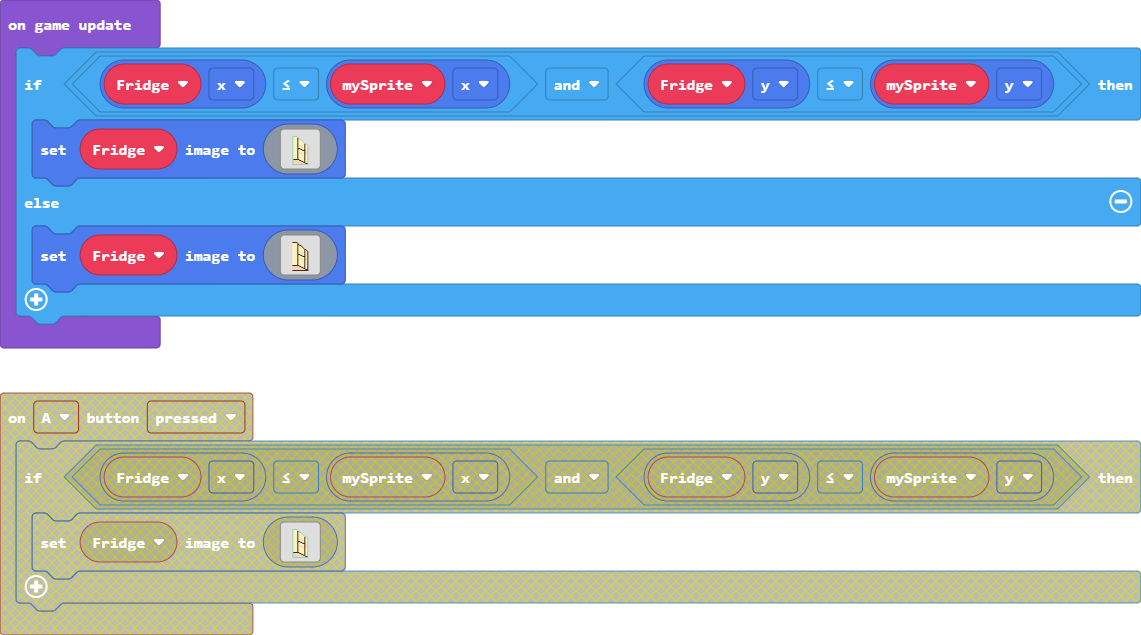 on game update
if Fridge x ≤ mySprite x and Fridge y ≤ mySprite y then
set Fridge image to
else
set Fridge image to
on A button pressed
if Fridge x ≤ mySprite x and Fridge y ≤ mySprite y then
set Fridge image to